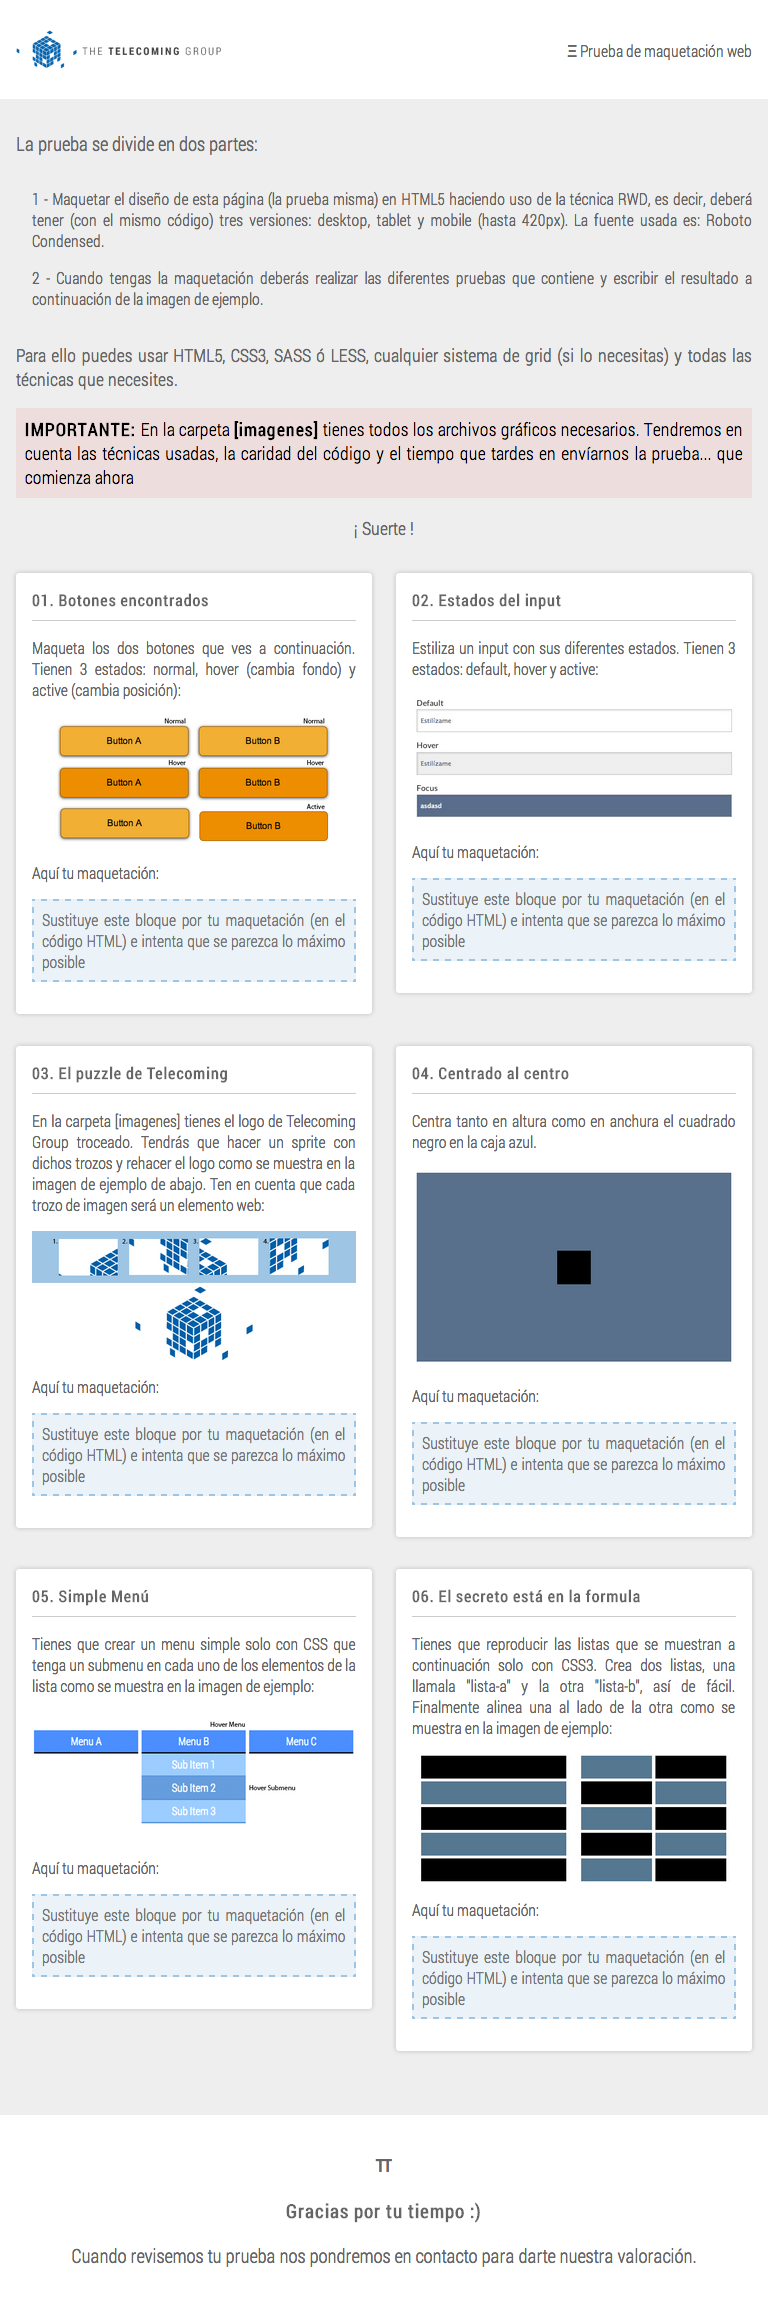 THE TELECOMING GROUP
Ξ Prueba de maquetación web
La prueba se divide en dos partes:
1 - Maquetar el diseño de esta página (la prueba misma) en HTML5 haciendo uso de la técnica RWD, es decir, deberá
tener (con el mismo código) tres versiones: desktop, tablet y mobile (hasta 420px). La fuente usada es: Roboto
Condensed.
2 - Cuando tengas la maquetación deberás realizar las diferentes pruebas que contiene y escribir el resultado a
continuación de la imagen de ejemplo.
Para ello puedes usar HTML5, CSS3, SASS ó LESS, cualquier sistema de grid (si lo necesitas) y todas las
técnicas que necesites.
IMPORTANTE: En la carpeta [imagenes] tienes todos los archivos gráficos necesarios. Tendremos en
cuenta las técnicas usadas, la caridad del código y el tiempo que tardes en envíarnos la prueba... que
comienza ahora
¡ Suerte !
01. Botones encontrados
Maqueta los dos botones que ves a continuación.
Tienen 3 estados: normal, hover (cambia fondo) y
active (cambia posición):
Normal
Normal
Button A
Button B
Hover
Hover
Button A
Button B
Active
Button A
Button B
Aquí tu maquetación:
Sustituye este bloque por tu maquetación (en el
código HTML) e intenta que se parezca lo máximo
posible
02. Estados del input
Estiliza un input con sus diferentes estados. Tienen 3
estados: default, hover y active:
Default
Estilízame
Hover
Estilízame
Focus
asdasd
Aquí tu maquetación:
Sustituye este bloque por tu maquetación (en el
código HTML) e intenta que se parezca lo máximo
posible
03. El puzzle de Telecoming
En la carpeta [imagenes] tienes el logo de Telecoming
Group troceado. Tendrás que hacer un sprite con
dichos trozos y rehacer el logo como se muestra en la
imagen de ejemplo de abajo. Ten en cuenta que cada
trozo de imagen será un elemento web:
1. 2. 3. 4.
Aquí tu maquetación:
Sustituye este bloque por tu maquetación (en el
código HTML) e intenta que se parezca lo máximo
posible
04. Centrado al centro
Centra tanto en altura como en anchura el cuadrado
negro en la caja azul.
Aquí tu maquetación:
Sustituye este bloque por tu maquetación (en el
código HTML) e intenta que se parezca lo máximo
posible
05. Simple Menú
Tienes que crear un menu simple solo con CSS que
tenga un submenu en cada uno de los elementos de la
lista como se muestra en la imagen de ejemplo:
Hover Menu
Menu A
Menu B
Menu C
Sub Item 1
Sub Item 2
Hover Submenu
Sub Item 3
Aquí tu maquetación:
Sustituye este bloque por tu maquetación (en el
código HTML) e intenta que se parezca lo máximo
posible
06. El secreto está en la formula
Tienes que reproducir las listas que se muestran a
continuación solo con CSS3. Crea dos listas, una
llamala "lista-a" y la otra "lista-b", así de fácil.
Finalmente alinea una al lado de la otra como se
muestra en la imagen de ejemplo:
Aquí tu maquetación:
Sustituye este bloque por tu maquetación (en el
código HTML) e intenta que se parezca lo máximo
posible
π
Gracias por tu tiempo :)
Cuando revisemos tu prueba nos pondremos en contacto para darte nuestra valoración.